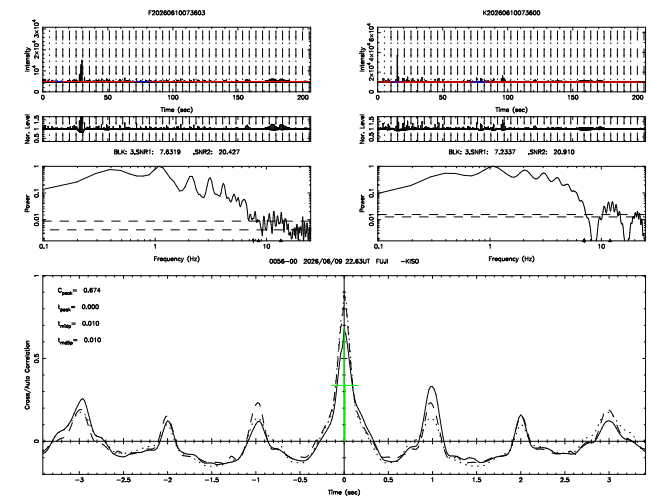 F20260610073603
K20260610073600
Intensity
0
10⁴
2×10⁴
3×10⁴
0
50
100
150
200
Time (sec)
Intensity
0
2×10⁴
4×10⁴
6×10⁴
0
50
100
150
200
Time (sec)
Nor. Level
0.5
1.5
Nor. Level
0.5
1.5
BLK: 3,SNR1: 7.6319 ,SNR2: 20.427
BLK: 3,SNR1: 7.2337 ,SNR2: 20.910
Power
1
0.1
0.01
0.1
1
10
Frequency (Hz)
Power
1
0.1
0.01
0.1
1
10
Frequency (Hz)
0056-00 2026/06/09 22.63UT FUJI -KISO
Cpeak= 0.674
tpeak= 0.000
tmidp= 0.010
Cross/Auto Correlation
0
0.5
1
−3
−2
−1
0
1
2
3
−2.5
−1.5
−0.5
0.5
1.5
2.5
Time (sec)